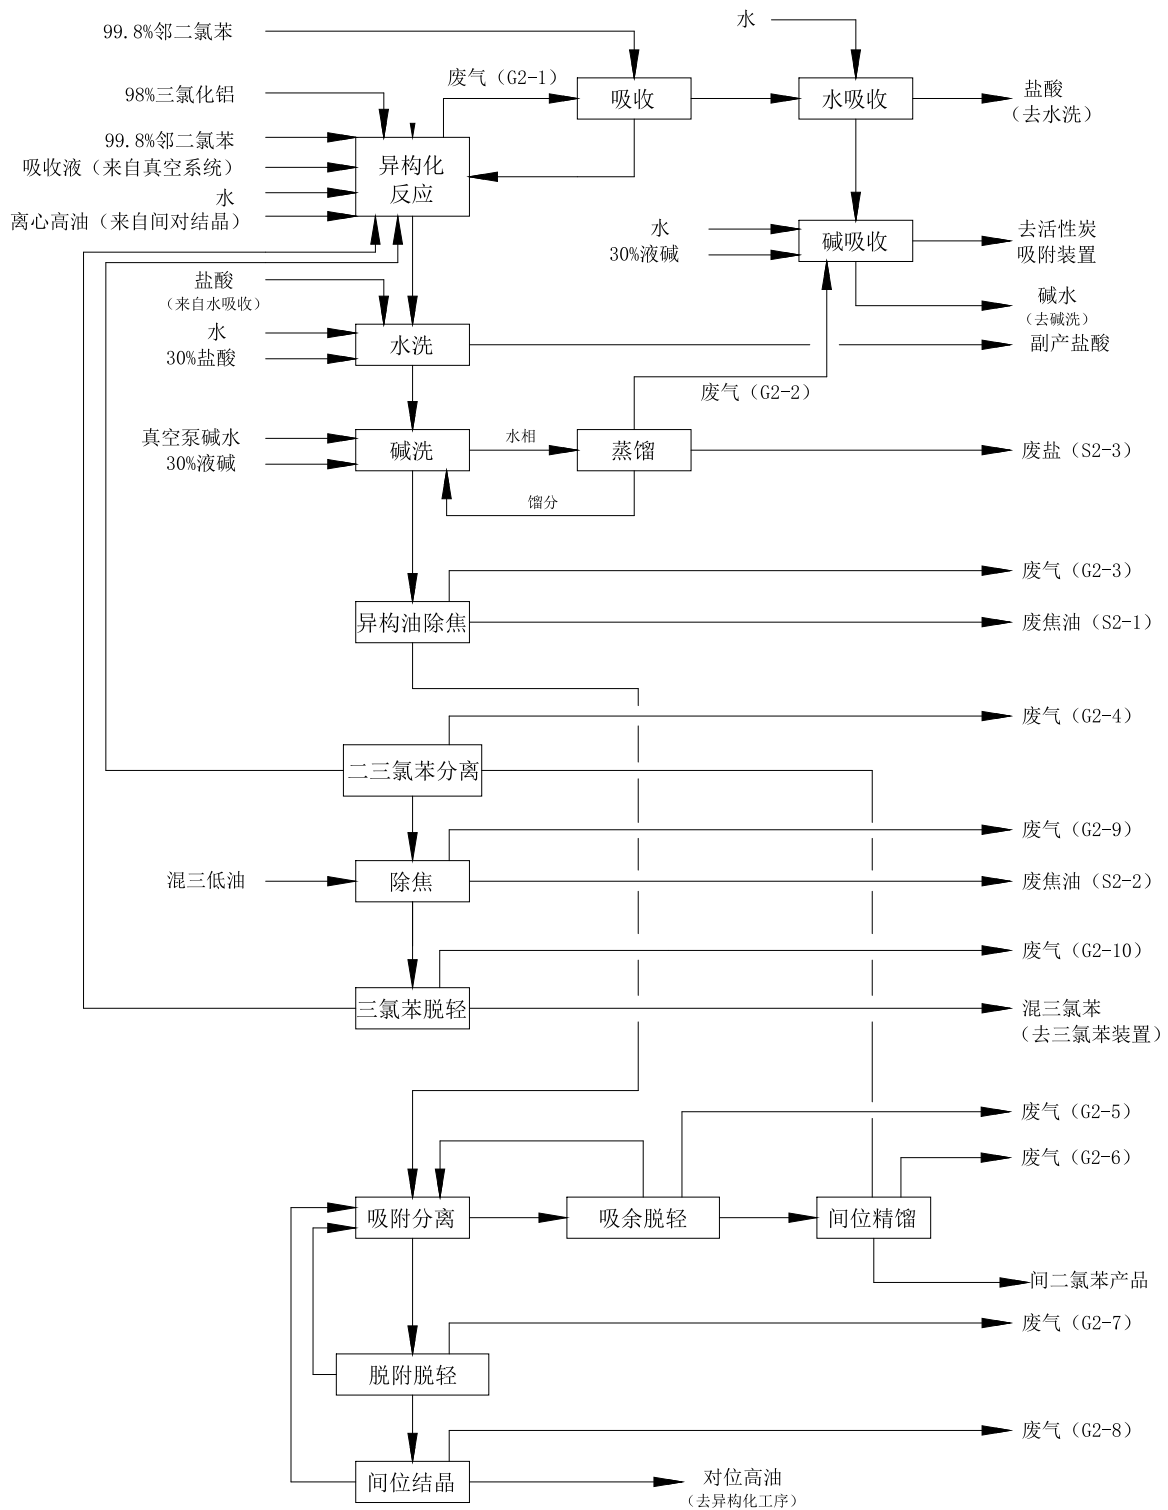 99.8%邻二氯苯
水
98%三氯化铝
废气（G2-1）
吸收
水吸收
盐酸
（去水洗）
99.8%邻二氯苯
吸收液（来自真空系统）
水
离心高油（来自间对结晶）
异构化
反应
水
30%液碱
碱吸收
去活性炭
吸附装置
盐酸
（来自水吸收）
碱水
（去碱洗）
水
30%盐酸
水洗
副产盐酸
废气（G2-2）
真空泵碱水
30%液碱
碱洗
水相
蒸馏
废盐（S2-3）
馏分
废气（G2-3）
异构油除焦
废焦油（S2-1）
废气（G2-4）
二三氯苯分离
废气（G2-9）
混三低油
除焦
废焦油（S2-2）
废气（G2-10）
三氯苯脱轻
混三氯苯
（去三氯苯装置）
废气（G2-5）
废气（G2-6）
吸附分离
吸余脱轻
间位精馏
间二氯苯产品
废气（G2-7）
脱附脱轻
废气（G2-8）
间位结晶
对位高油
（去异构化工序）